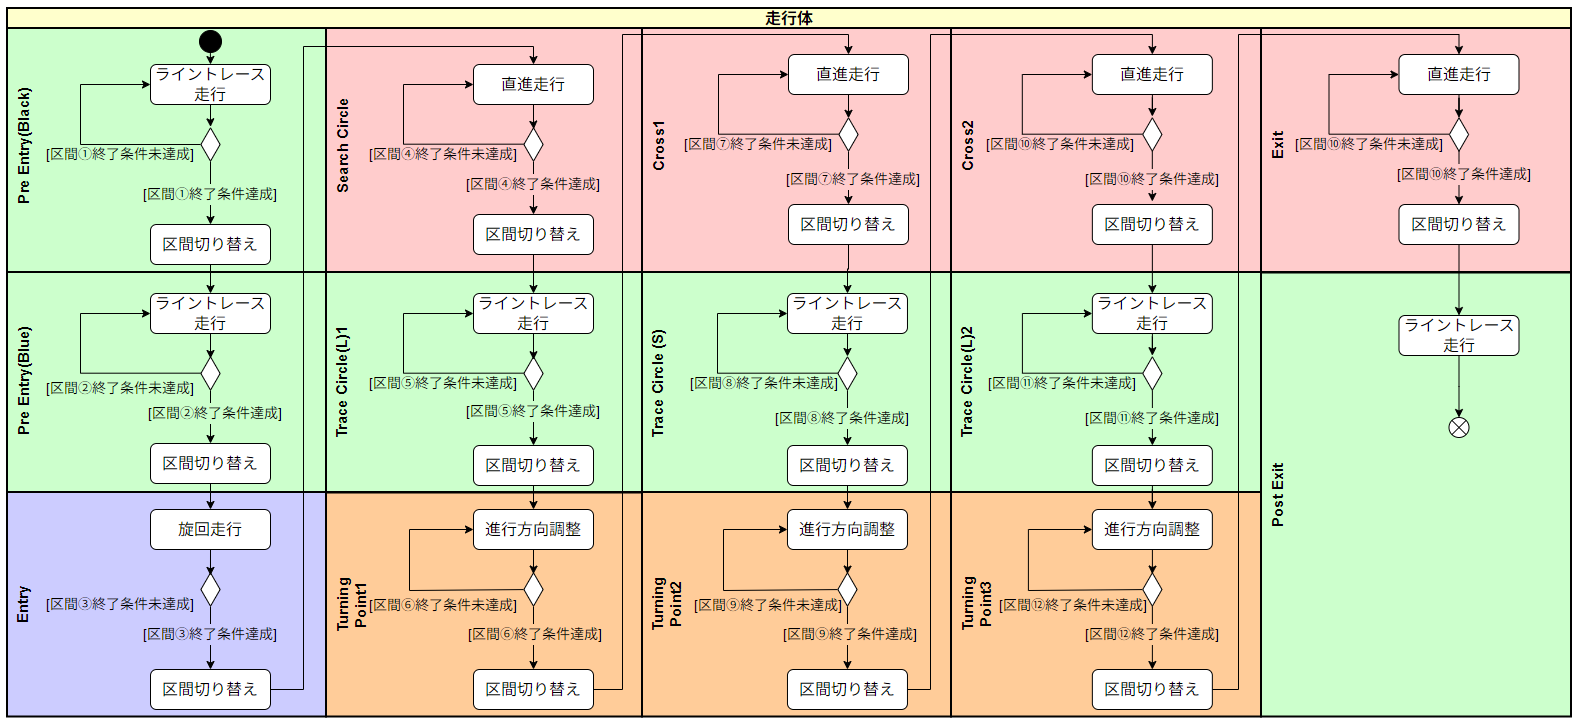 走行体
Pre Entry(Black)
ライントレース
走行
[区間①終了条件未達成]
[区間①終了条件達成]
区間切り替え
Pre Entry(Blue)
ライントレース
走行
[区間②終了条件未達成]
[区間②終了条件達成]
区間切り替え
Entry
旋回走行
[区間③終了条件未達成]
[区間③終了条件達成]
区間切り替え
Search Circle
直進走行
[区間④終了条件未達成]
[区間④終了条件達成]
区間切り替え
Trace Circle(L)1
ライントレース
走行
[区間⑤終了条件未達成]
[区間⑤終了条件達成]
区間切り替え
Turning
Point1
進行方向調整
[区間⑥終了条件未達成]
[区間⑥終了条件達成]
区間切り替え
Cross1
直進走行
[区間⑦終了条件未達成]
[区間⑦終了条件達成]
区間切り替え
Trace Circle (S)
ライントレース
走行
[区間⑧終了条件未達成]
[区間⑧終了条件達成]
区間切り替え
Turning
Point2
進行方向調整
[区間⑨終了条件未達成]
[区間⑨終了条件達成]
区間切り替え
Cross2
直進走行
[区間⑩終了条件未達成]
[区間⑩終了条件達成]
区間切り替え
Trace Circle(L)2
ライントレース
走行
[区間⑪終了条件未達成]
[区間⑪終了条件達成]
区間切り替え
Turning
Point3
進行方向調整
[区間⑫終了条件未達成]
[区間⑫終了条件達成]
区間切り替え
Exit
直進走行
[区間⑩終了条件未達成]
[区間⑩終了条件達成]
区間切り替え
Post Exit
ライントレース
走行